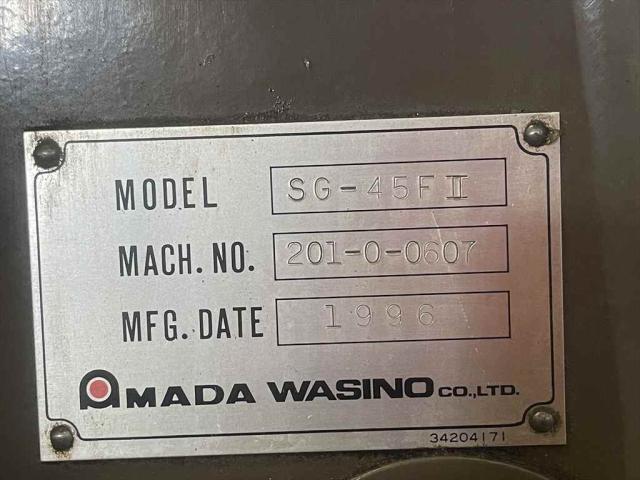 MODEL SG-45FⅡ
MACH. NO. 201-0-0607
MFG. DATE 1996
AMADA WASINO CO.,LTD.
34204171